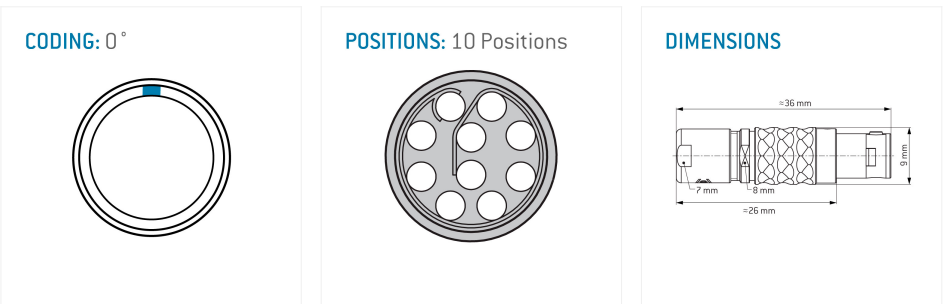 CODING: 0°
POSITIONS: 10 Positions
DIMENSIONS
≈36 mm
9 mm
7 mm
8 mm
≈26 mm